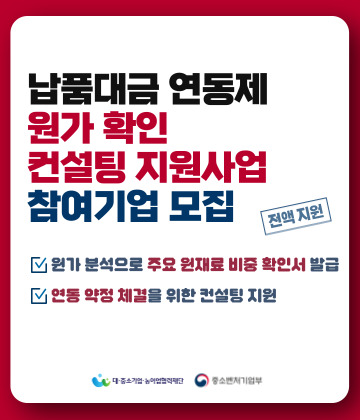 납품대금 연동제
원가 확인
컨설팅 지원사업
참여기업 모집
전액 지원
원가 분석으로 주요 원재료 비중 확인서 발급
연동 약정 체결을 위한 컨설팅 지원
대·중소기업·농어업협력재단
중소벤처기업부